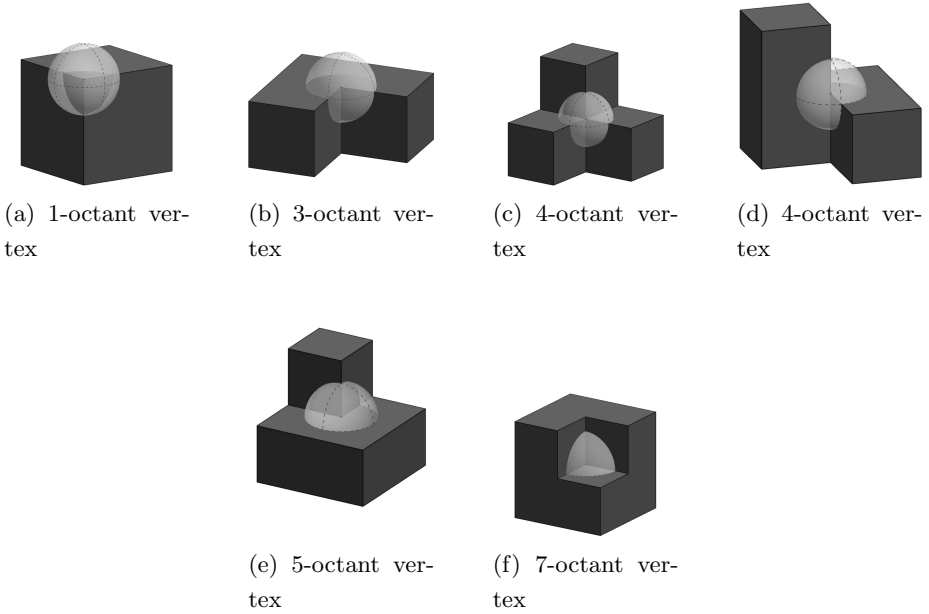 (a) 1-octant ver-
tex
(b) 3-octant ver-
tex
(c) 4-octant ver-
tex
(d) 4-octant ver-
tex
(e) 5-octant ver-
tex
(f) 7-octant ver-
tex